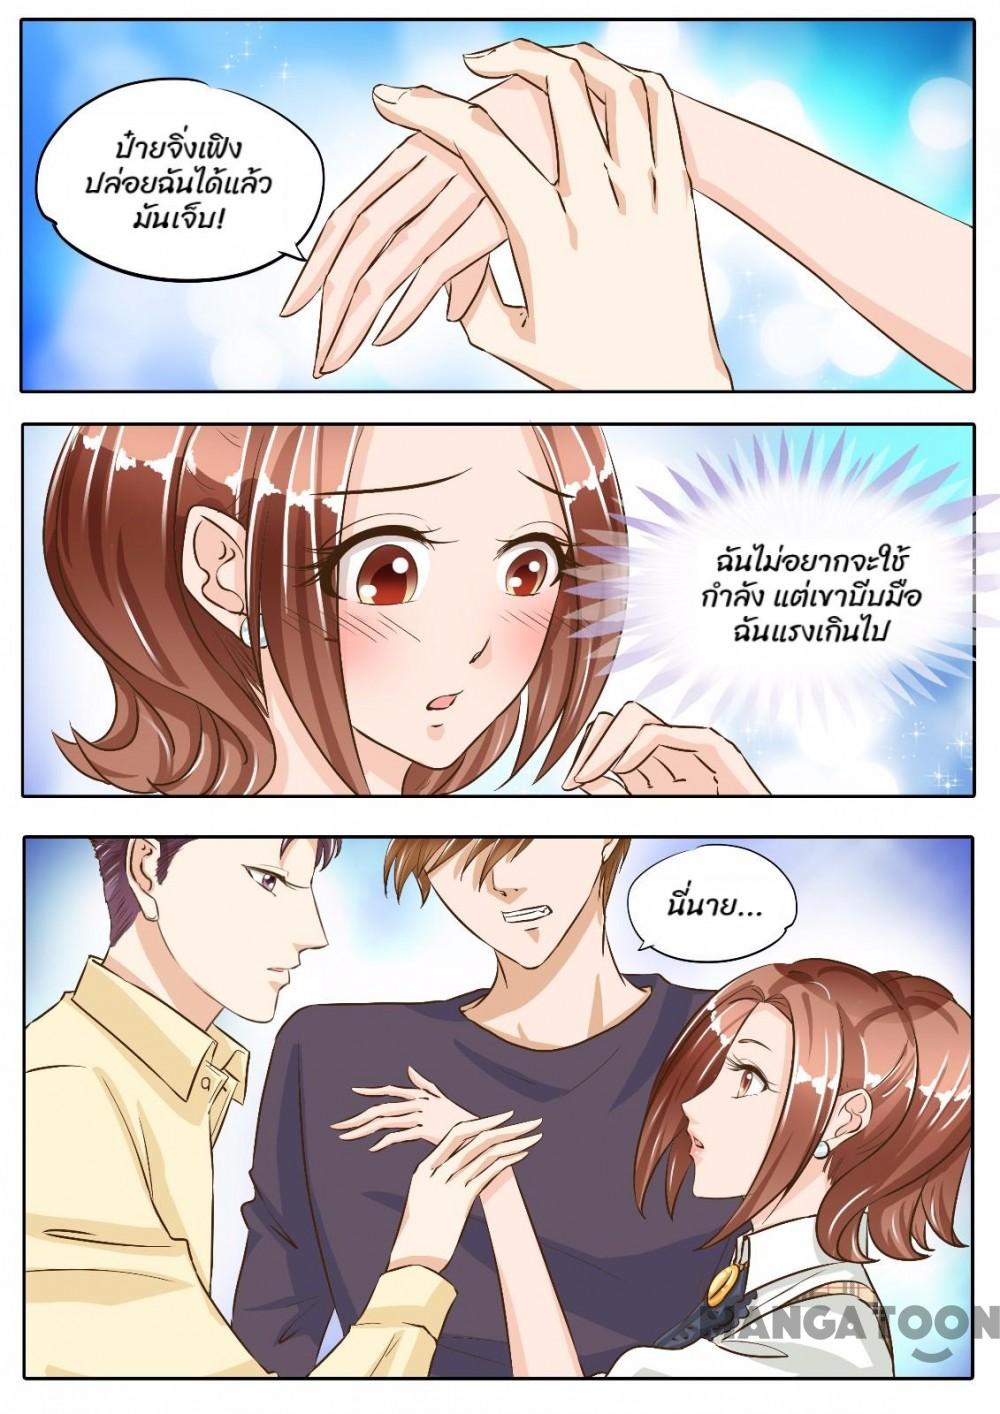 ป๋ายจิ่งเฟิง
ปล่อยฉันได้แล้ว
มันเจ็บ!
ฉันไม่อยากจะใช้
กำลัง แต่เขาบีบมือ
ฉันแรงเกินไป
นี่นาย...
MANGATOON